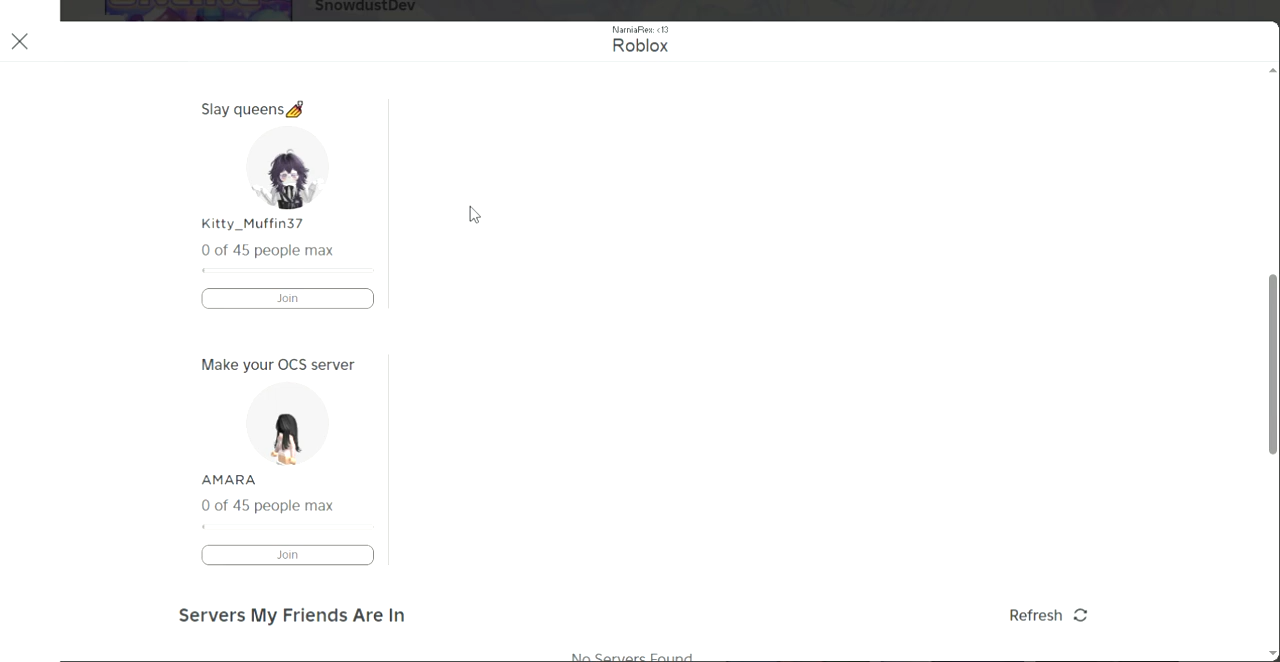 SnowdustDev
NarniaRex: <13
Roblox
Slay queens💅
Kitty_Muffin37
0 of 45 people max
Join
Make your OCS server
AMARA
0 of 45 people max
Join
Servers My Friends Are In
Refresh
No Servers Found